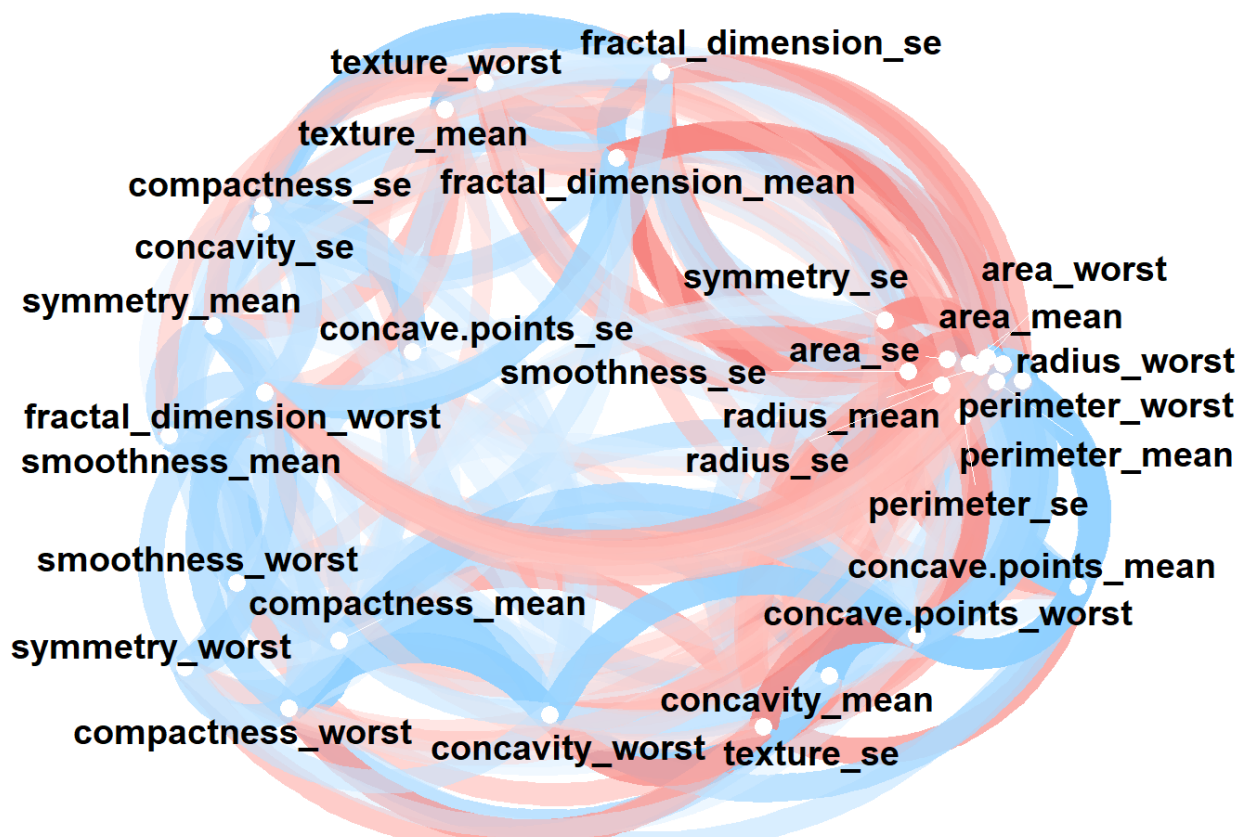 fractal_dimension_se
texture_worst
texture_mean
compactness_se
fractal_dimension_mean
concavity_se
symmetry_se
area_worst
symmetry_mean
concave.points_se
area_mean
area_se
radius_worst
smoothness_se
fractal_dimension_worst
radius_mean
perimeter_worst
smoothness_mean
radius_se
perimeter_mean
perimeter_se
smoothness_worst
concave.points_mean
compactness_mean
concave.points_worst
symmetry_worst
concavity_mean
compactness_worst
concavity_worst
texture_se